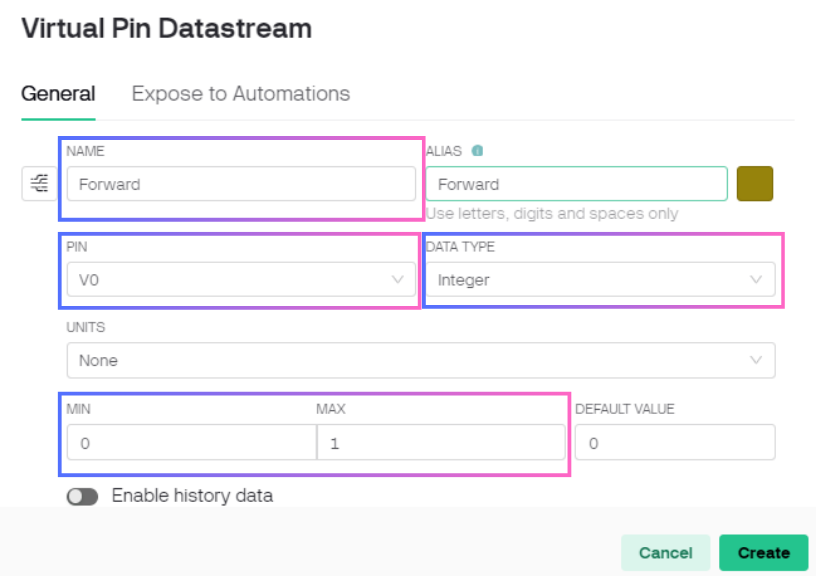 Virtual Pin Datastream
General Expose to Automations
NAME ALIAS
Forward Forward
Use letters, digits and spaces only
PIN DATA TYPE
V0 Integer
UNITS
None
MIN MAX DEFAULT VALUE
0 1 0
Enable history data
Cancel Create